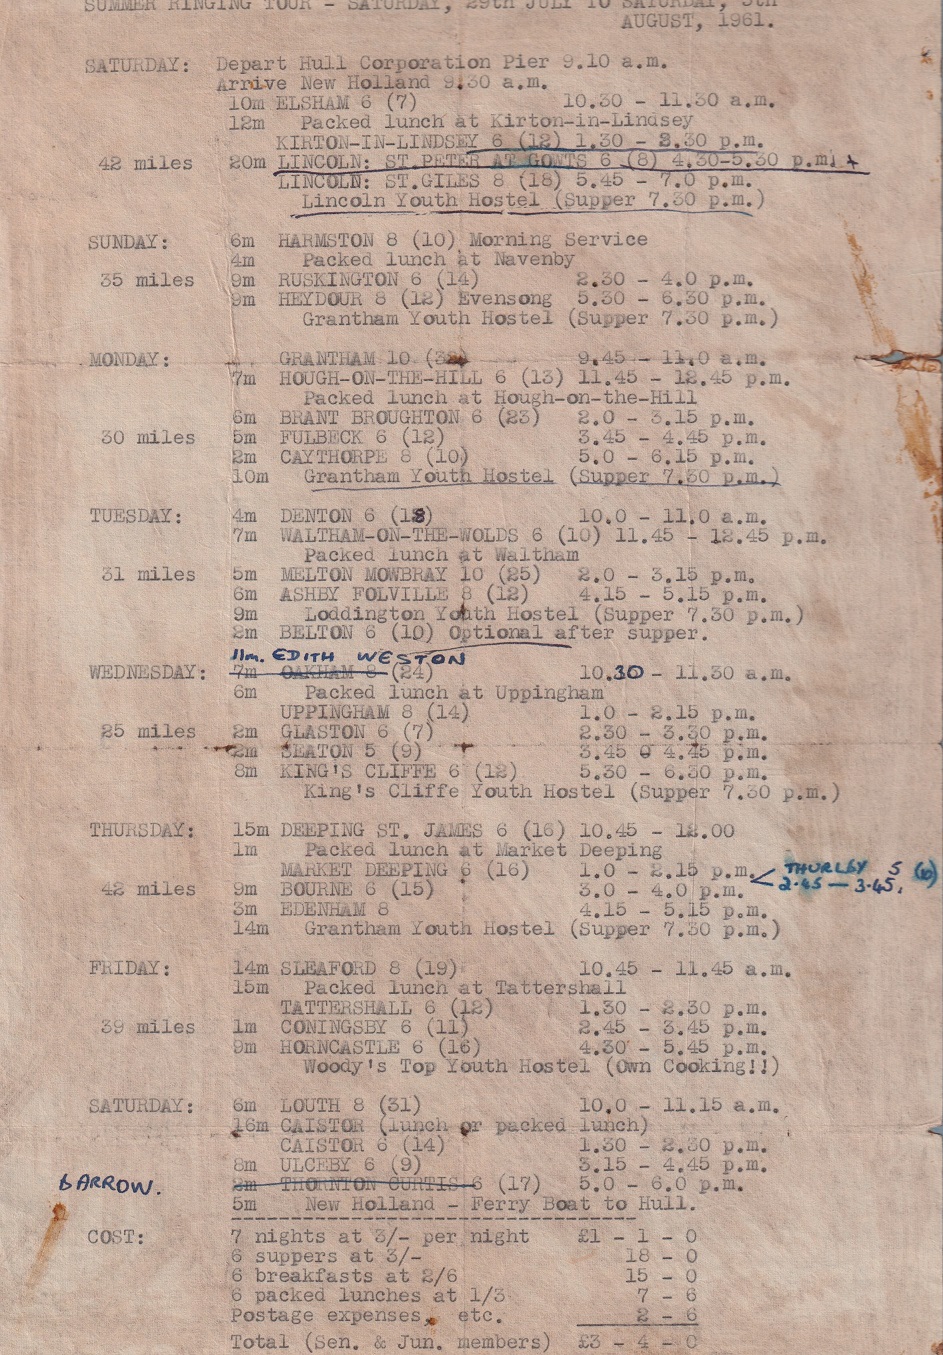 SUMMER RINGING TOUR - SATURDAY, 29th JULY TO SATURDAY, 5th
AUGUST, 1961.
SATURDAY: Depart Hull Corporation Pier 9.10 a.m.
Arrive New Holland 9.30 a.m.
10m ELSHAM 6 (7) 10.30 - 11.30 a.m.
12m Packed lunch at Kirton-in-Lindsey
KIRTON-IN-LINDSEY 6 (12) 1.30 - 2.30 p.m.
42 miles 20m LINCOLN: ST.PETER AT GOWTS 6 (8) 4.30-5.30 p.m. +
LINCOLN: ST.GILES 8 (18) 5.45 - 7.0 p.m.
Lincoln Youth Hostel (Supper 7.30 p.m.)
SUNDAY: 6m HARMSTON 8 (10) Morning Service
4m Packed lunch at Navenby
35 miles 9m RUSKINGTON 6 (14) 2.30 - 4.0 p.m.
9m HEYDOUR 8 (12) Evensong 5.30 - 6.30 p.m.
Grantham Youth Hostel (Supper 7.30 p.m.)
MONDAY: GRANTHAM 10 9.45 - 11.0 a.m.
7m HOUGH-ON-THE-HILL 6 (13) 11.45 - 12.45 p.m.
Packed lunch at Hough-on-the-Hill
6m BRANT BROUGHTON 6 (23) 2.0 - 3.15 p.m.
30 miles 5m FULBECK 6 (12) 3.45 - 4.45 p.m.
2m CAYTHORPE 8 (10) 5.0 - 6.15 p.m.
10m Grantham Youth Hostel (Supper 7.30 p.m.)
TUESDAY: 4m DENTON 6 (18) 10.0 - 11.0 a.m.
7m WALTHAM-ON-THE-WOLDS 6 (10) 11.45 - 12.45 p.m.
Packed lunch at Waltham
31 miles 5m MELTON MOWBRAY 10 (25) 2.0 - 3.15 p.m.
6m ASHBY FOLVILLE 8 (12) 4.15 - 5.15 p.m.
9m Loddington Youth Hostel (Supper 7.30 p.m.)
2m BELTON 6 (10) Optional after supper.
11m. EDITH WESTON
WEDNESDAY: 7m OAKHAM 8 (24) 10.30 - 11.30 a.m.
6m Packed lunch at Uppingham
UPPINGHAM 8 (14) 1.0 - 2.15 p.m.
25 miles 2m GLASTON 6 (7) 2.30 - 3.30 p.m.
2m SEATON 5 (9) 3.45 0 4.45 p.m.
8m KING'S CLIFFE 6 (12) 5.30 - 6.30 p.m.
King's Cliffe Youth Hostel (Supper 7.30 p.m.)
THURSDAY: 15m DEEPING ST. JAMES 6 (16) 10.45 - 12.00
1m Packed lunch at Market Deeping
MARKET DEEPING 6 (16) 1.0 - 2.15 p.m. THURLBY 5 (10)
42 miles 9m BOURNE 6 (15) 3.0 - 4.0 p.m. 2.45 - 3.45.
3m EDENHAM 8 4.15 - 5.15 p.m.
14m Grantham Youth Hostel (Supper 7.30 p.m.)
FRIDAY: 14m SLEAFORD 8 (19) 10.45 - 11.45 a.m.
15m Packed lunch at Tattershall
TATTERSHALL 6 (12) 1.30 - 2.30 p.m.
39 miles 1m CONINGSBY 6 (11) 2.45 - 3.45 p.m.
9m HORNCASTLE 6 (16) 4.30 - 5.45 p.m.
Woody's Top Youth Hostel (Own Cooking!!)
SATURDAY: 6m LOUTH 8 (31) 10.0 - 11.15 a.m.
16m CAISTOR (lunch or packed lunch)
CAISTOR 6 (14) 1.30 - 2.30 p.m.
8m ULCEBY 6 (9) 3.15 - 4.45 p.m.
BARROW. 2m THORNTON CURTIS 6 (17) 5.0 - 6.0 p.m.
5m New Holland - Ferry Boat to Hull.
COST: 7 nights at 3/- per night £1 - 1 - 0
6 suppers at 3/- 18 - 0
6 breakfasts at 2/6 15 - 0
6 packed lunches at 1/3 7 - 6
Postage expenses, etc. 2 - 6
Total (Sen. & Jun. members) £3 - 4 - 0